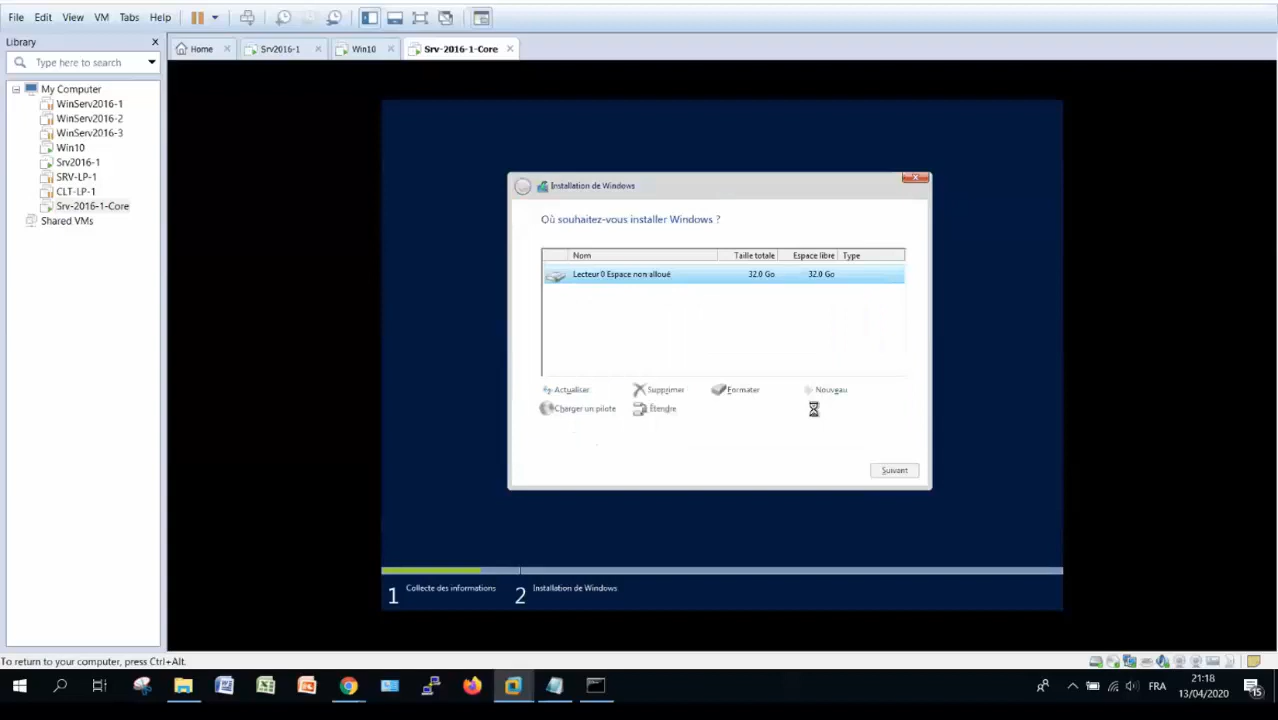 File Edit View VM Tabs Help
Library
Home Srv2016-1 Win10 Srv-2016-1-Core
Type here to search
My Computer
WinServ2016-1
WinServ2016-2
WinServ2016-3
Win10
Srv2016-1
SRV-LP-1
CLT-LP-1
Srv-2016-1-Core
Shared VMs
Installation de Windows
Où souhaitez-vous installer Windows ?
Nom Taille totale Espace libre Type
Lecteur 0 Espace non alloué 32.0 Go 32.0 Go
Actualiser Supprimer Formater Nouveau
Charger un pilote Étendre
Suivant
1 Collecte des informations 2 Installation de Windows
To return to your computer, press Ctrl+Alt.
FRA
21:18
13/04/2020
15